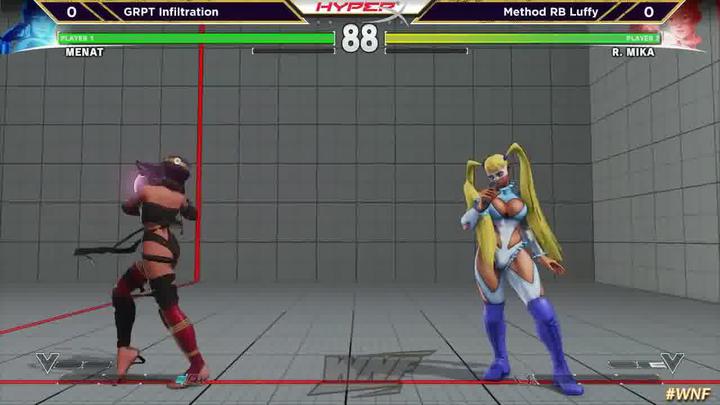 0 GRPT Infiltration HYPER Method RB Luffy 0
PLAYER 1 88 PLAYER 2
MENAT R. MIKA
V V
WNF
#WNF